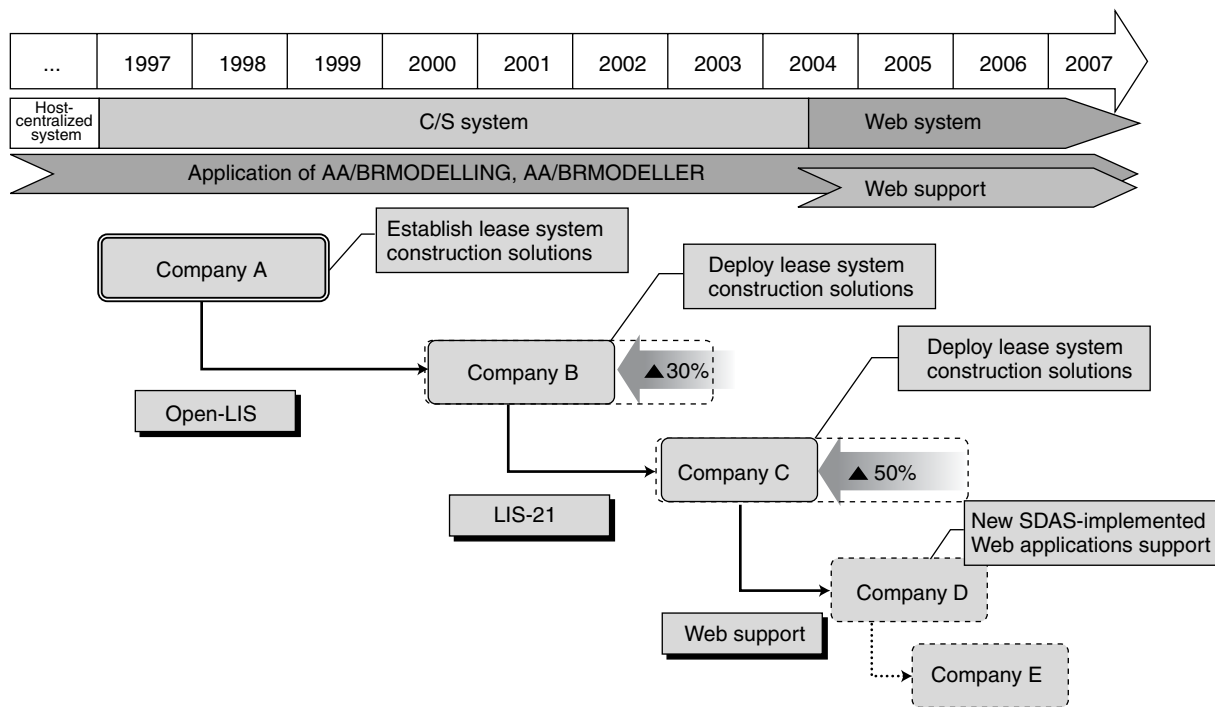 ...
1997
1998
1999
2000
2001
2002
2003
2004
2005
2006
2007
Host-
centralized
system
C/S system
Web system
Application of AA/BRMODELLING, AA/BRMODELLER
Web support
Company A
Establish lease system
construction solutions
Deploy lease system
construction solutions
Company B
▲ 30%
Deploy lease system
construction solutions
Open-LIS
Company C
▲ 50%
LIS-21
New SDAS-implemented
Web applications support
Company D
Web support
Company E